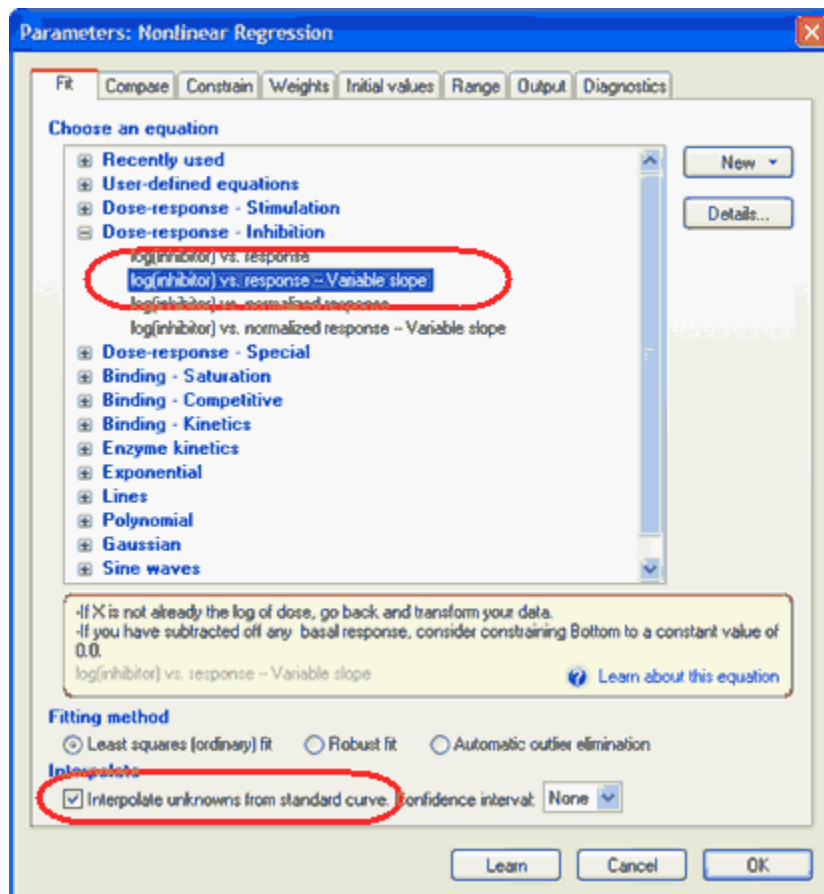 Parameters: Nonlinear Regression
Fit Compare Constrain Weights Initial values Range Output Diagnostics
Choose an equation
Recently used
New
User-defined equations
Dose-response - Stimulation
Details...
Dose-response - Inhibition
log(inhibitor) vs. response
log(inhibitor) vs. response -- Variable slope
log(inhibitor) vs. normalized response
log(inhibitor) vs. normalized response -- Variable slope
Dose-response - Special
Binding - Saturation
Binding - Competitive
Binding - Kinetics
Enzyme kinetics
Exponential
Lines
Polynomial
Gaussian
Sine waves
-If X is not already the log of dose, go back and transform your data.
-If you have subtracted off any basal response, consider constraining Bottom to a constant value of
0.0.
log(inhibitor) vs. response -- Variable slope
Learn about this equation
Fitting method
Least squares (ordinary) fit Robust fit Automatic outlier elimination
Interpolate
Interpolate unknowns from standard curve. Confidence interval: None
Learn Cancel OK